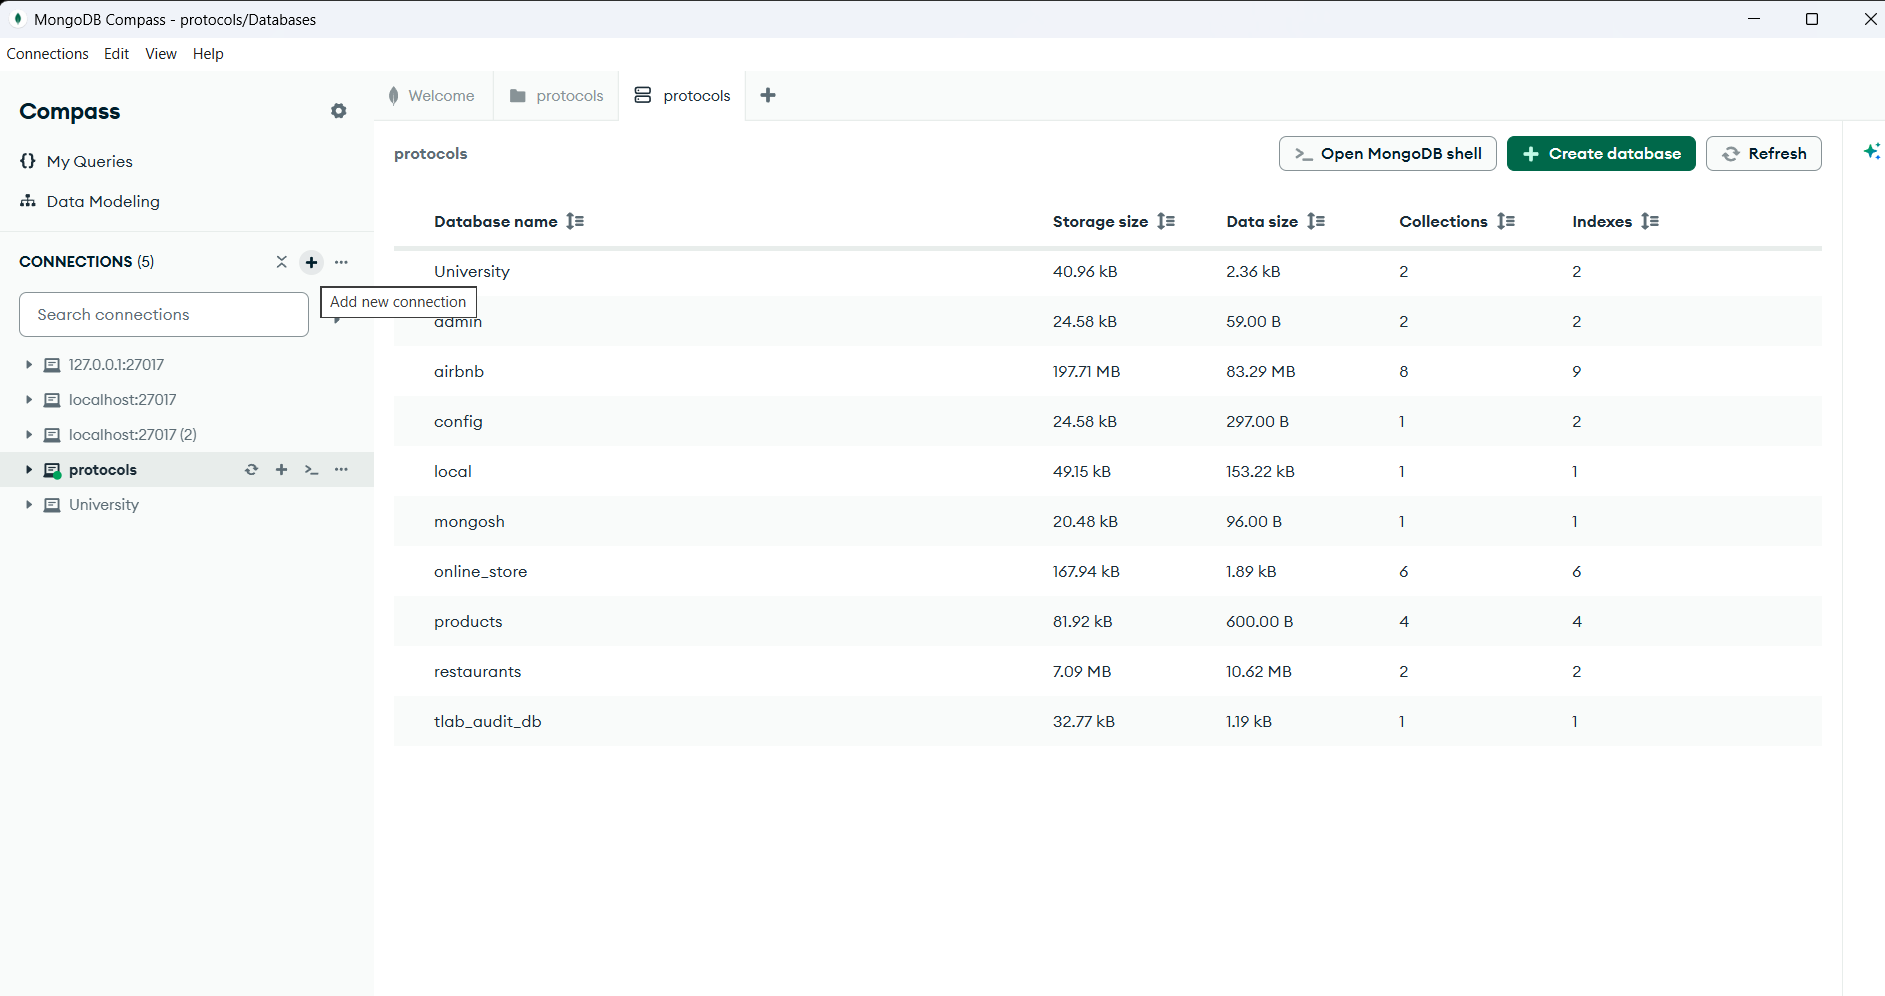 MongoDB Compass - protocols/Databases
Connections Edit View Help
Compass
My Queries
Data Modeling
CONNECTIONS (5)
Add new connection
Search connections
127.0.0.1:27017
localhost:27017
localhost:27017 (2)
protocols
University
Welcome protocols protocols
protocols
Open MongoDB shell Create database Refresh
Database name Storage size Data size Collections Indexes
University 40.96 kB 2.36 kB 2 2
admin 24.58 kB 59.00 B 2 2
airbnb 197.71 MB 83.29 MB 8 9
config 24.58 kB 297.00 B 1 2
local 49.15 kB 153.22 kB 1 1
mongosh 20.48 kB 96.00 B 1 1
online_store 167.94 kB 1.89 kB 6 6
products 81.92 kB 600.00 B 4 4
restaurants 7.09 MB 10.62 MB 2 2
tlab_audit_db 32.77 kB 1.19 kB 1 1